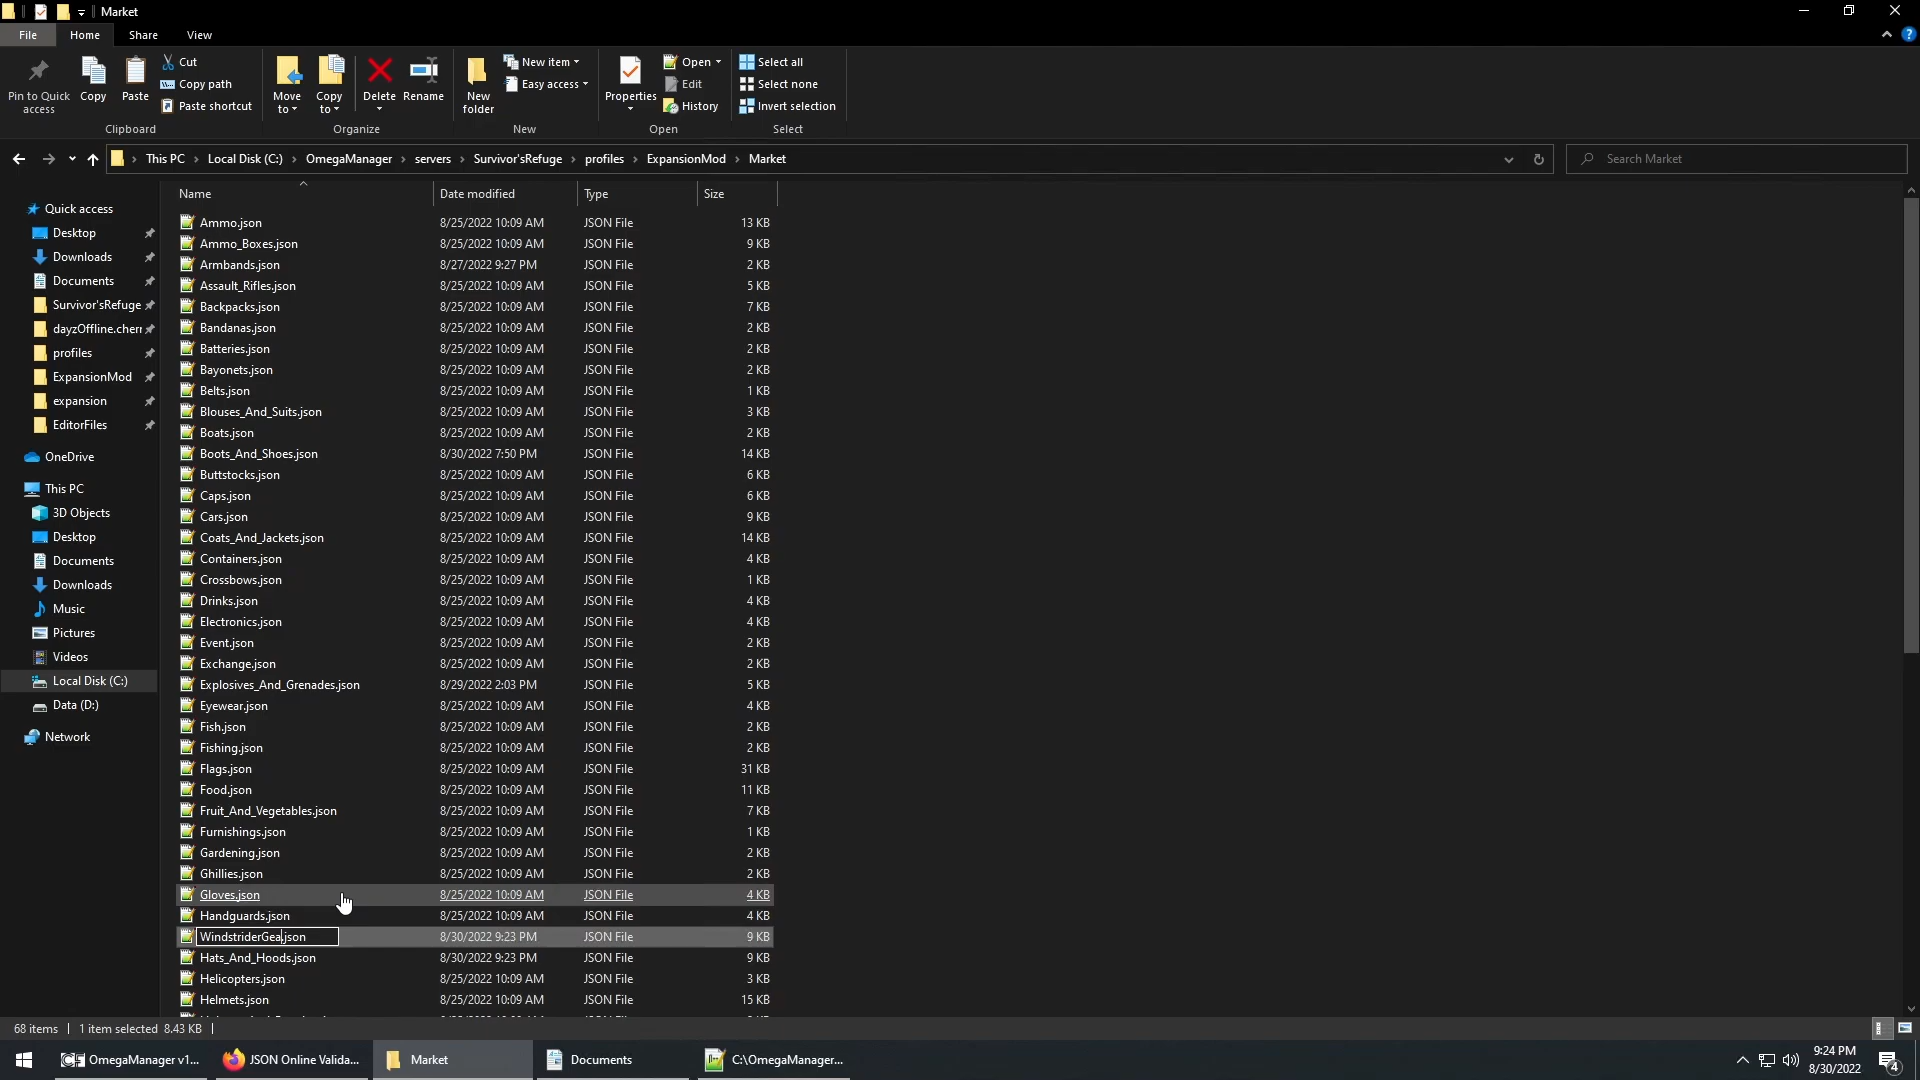 Market
File Home Share View
Pin to Quick access
Copy
Paste
Cut
Copy path
Paste shortcut
Clipboard
Move to
Copy to
Delete
Rename
Organize
New folder
New item
Easy access
New
Properties
Open
Edit
History
Open
Select all
Select none
Invert selection
Select
This PC > Local Disk (C:) > OmegaManager > servers > Survivor'sRefuge > profiles > ExpansionMod > Market
Search Market
Quick access
Desktop
Downloads
Documents
Survivor'sRefuge
dayzOffline.cherr
profiles
ExpansionMod
expansion
EditorFiles
OneDrive
This PC
3D Objects
Desktop
Documents
Downloads
Music
Pictures
Videos
Local Disk (C:)
Data (D:)
Network
Name Date modified Type Size
Ammo.json 8/25/2022 10:09 AM JSON File 13 KB
Ammo_Boxes.json 8/25/2022 10:09 AM JSON File 9 KB
Armbands.json 8/27/2022 9:27 PM JSON File 2 KB
Assault_Rifles.json 8/25/2022 10:09 AM JSON File 5 KB
Backpacks.json 8/25/2022 10:09 AM JSON File 7 KB
Bandanas.json 8/25/2022 10:09 AM JSON File 2 KB
Batteries.json 8/25/2022 10:09 AM JSON File 2 KB
Bayonets.json 8/25/2022 10:09 AM JSON File 2 KB
Belts.json 8/25/2022 10:09 AM JSON File 1 KB
Blouses_And_Suits.json 8/25/2022 10:09 AM JSON File 3 KB
Boats.json 8/25/2022 10:09 AM JSON File 2 KB
Boots_And_Shoes.json 8/30/2022 7:50 PM JSON File 14 KB
Buttstocks.json 8/25/2022 10:09 AM JSON File 6 KB
Caps.json 8/25/2022 10:09 AM JSON File 6 KB
Cars.json 8/25/2022 10:09 AM JSON File 9 KB
Coats_And_Jackets.json 8/25/2022 10:09 AM JSON File 14 KB
Containers.json 8/25/2022 10:09 AM JSON File 4 KB
Crossbows.json 8/25/2022 10:09 AM JSON File 1 KB
Drinks.json 8/25/2022 10:09 AM JSON File 4 KB
Electronics.json 8/25/2022 10:09 AM JSON File 4 KB
Event.json 8/25/2022 10:09 AM JSON File 2 KB
Exchange.json 8/25/2022 10:09 AM JSON File 2 KB
Explosives_And_Grenades.json 8/29/2022 2:03 PM JSON File 5 KB
Eyewear.json 8/25/2022 10:09 AM JSON File 4 KB
Fish.json 8/25/2022 10:09 AM JSON File 2 KB
Fishing.json 8/25/2022 10:09 AM JSON File 2 KB
Flags.json 8/25/2022 10:09 AM JSON File 31 KB
Food.json 8/25/2022 10:09 AM JSON File 11 KB
Fruit_And_Vegetables.json 8/25/2022 10:09 AM JSON File 7 KB
Furnishings.json 8/25/2022 10:09 AM JSON File 1 KB
Gardening.json 8/25/2022 10:09 AM JSON File 2 KB
Ghillies.json 8/25/2022 10:09 AM JSON File 2 KB
Gloves.json 8/25/2022 10:09 AM JSON File 4 KB
Handguards.json 8/25/2022 10:09 AM JSON File 4 KB
WindstriderGea.json 8/30/2022 9:23 PM JSON File 9 KB
Hats_And_Hoods.json 8/30/2022 9:23 PM JSON File 9 KB
Helicopters.json 8/25/2022 10:09 AM JSON File 3 KB
Helmets.json 8/25/2022 10:09 AM JSON File 15 KB
68 items 1 item selected 8.43 KB
OmegaManager v1...
JSON Online Valida...
Market
Documents
C:\OmegaManager...
9:24 PM
8/30/2022
4